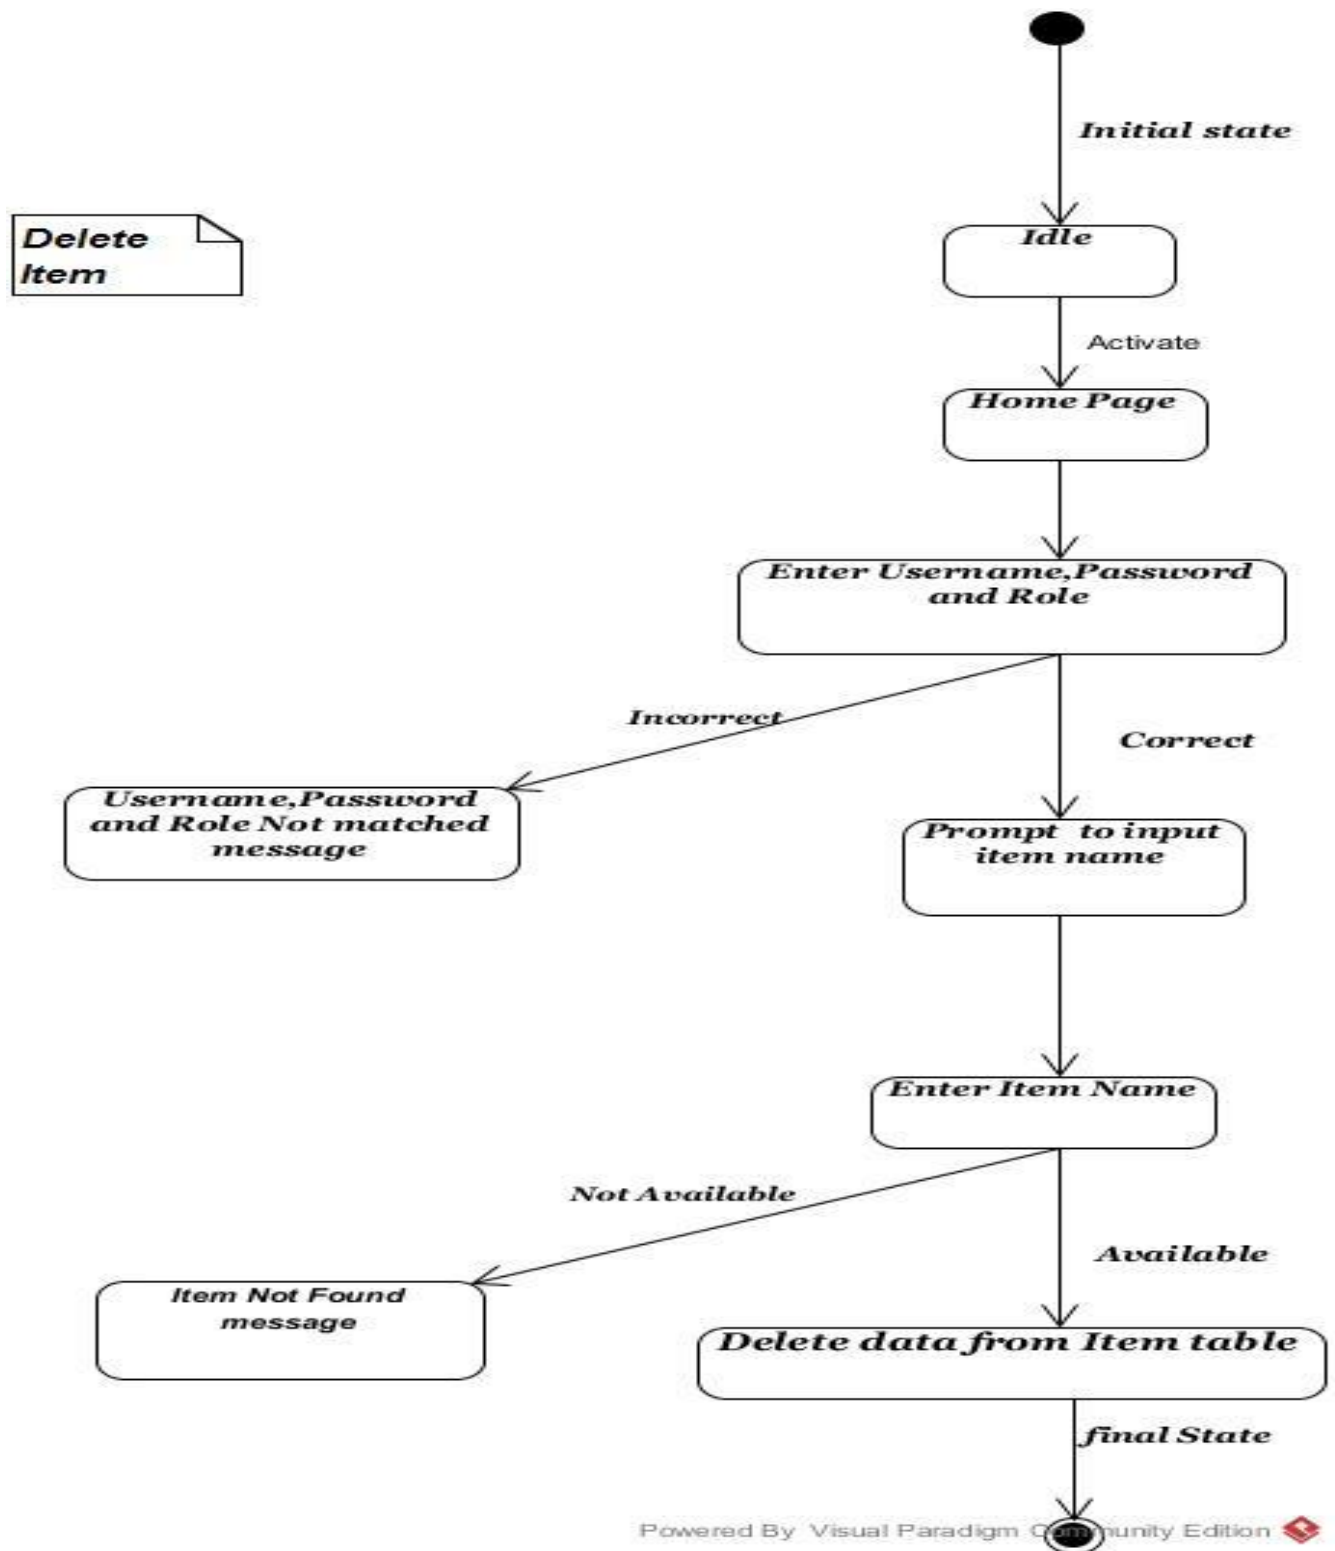 Initial state
Delete
Item
Idle
Activate
Home Page
Enter Username,Password
and Role
Incorrect
Correct
Username,Password
and Role Not matched
message
Prompt to input
item name
Enter Item Name
Not Available
Available
Item Not Found
message
Delete data from Item table
final State
Powered By Visual Paradigm Community Edition